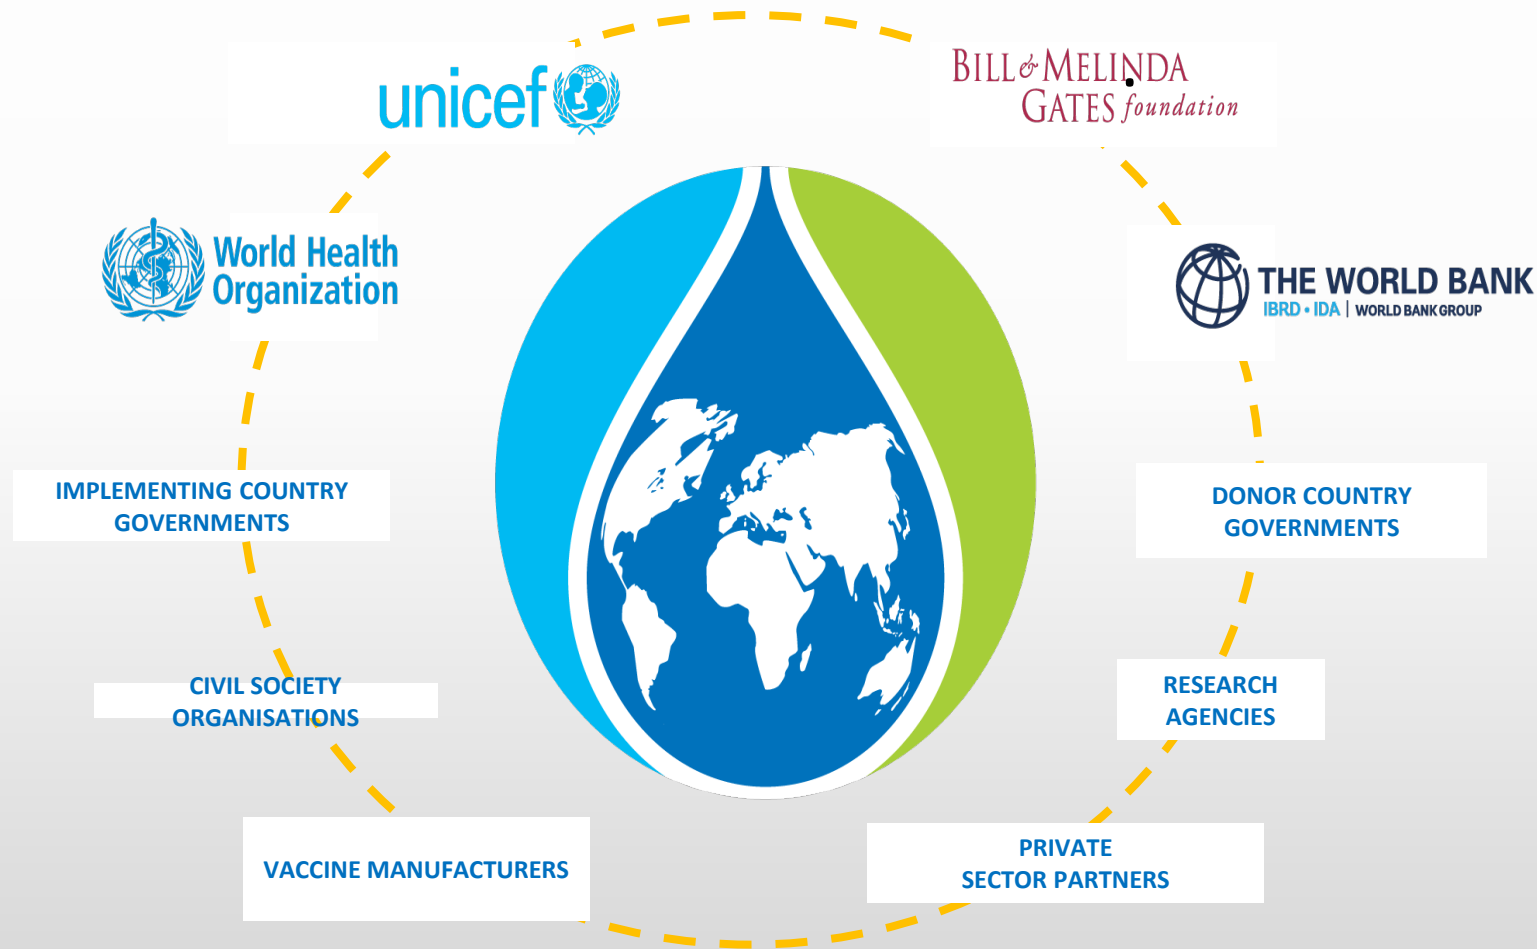 unicef
BILL & MELINDA
GATES foundation
World Health
Organization
THE WORLD BANK
IBRD • IDA | WORLD BANK GROUP
IMPLEMENTING COUNTRY
GOVERNMENTS
DONOR COUNTRY
GOVERNMENTS
CIVIL SOCIETY
ORGANISATIONS
RESEARCH
AGENCIES
VACCINE MANUFACTURERS
PRIVATE
SECTOR PARTNERS